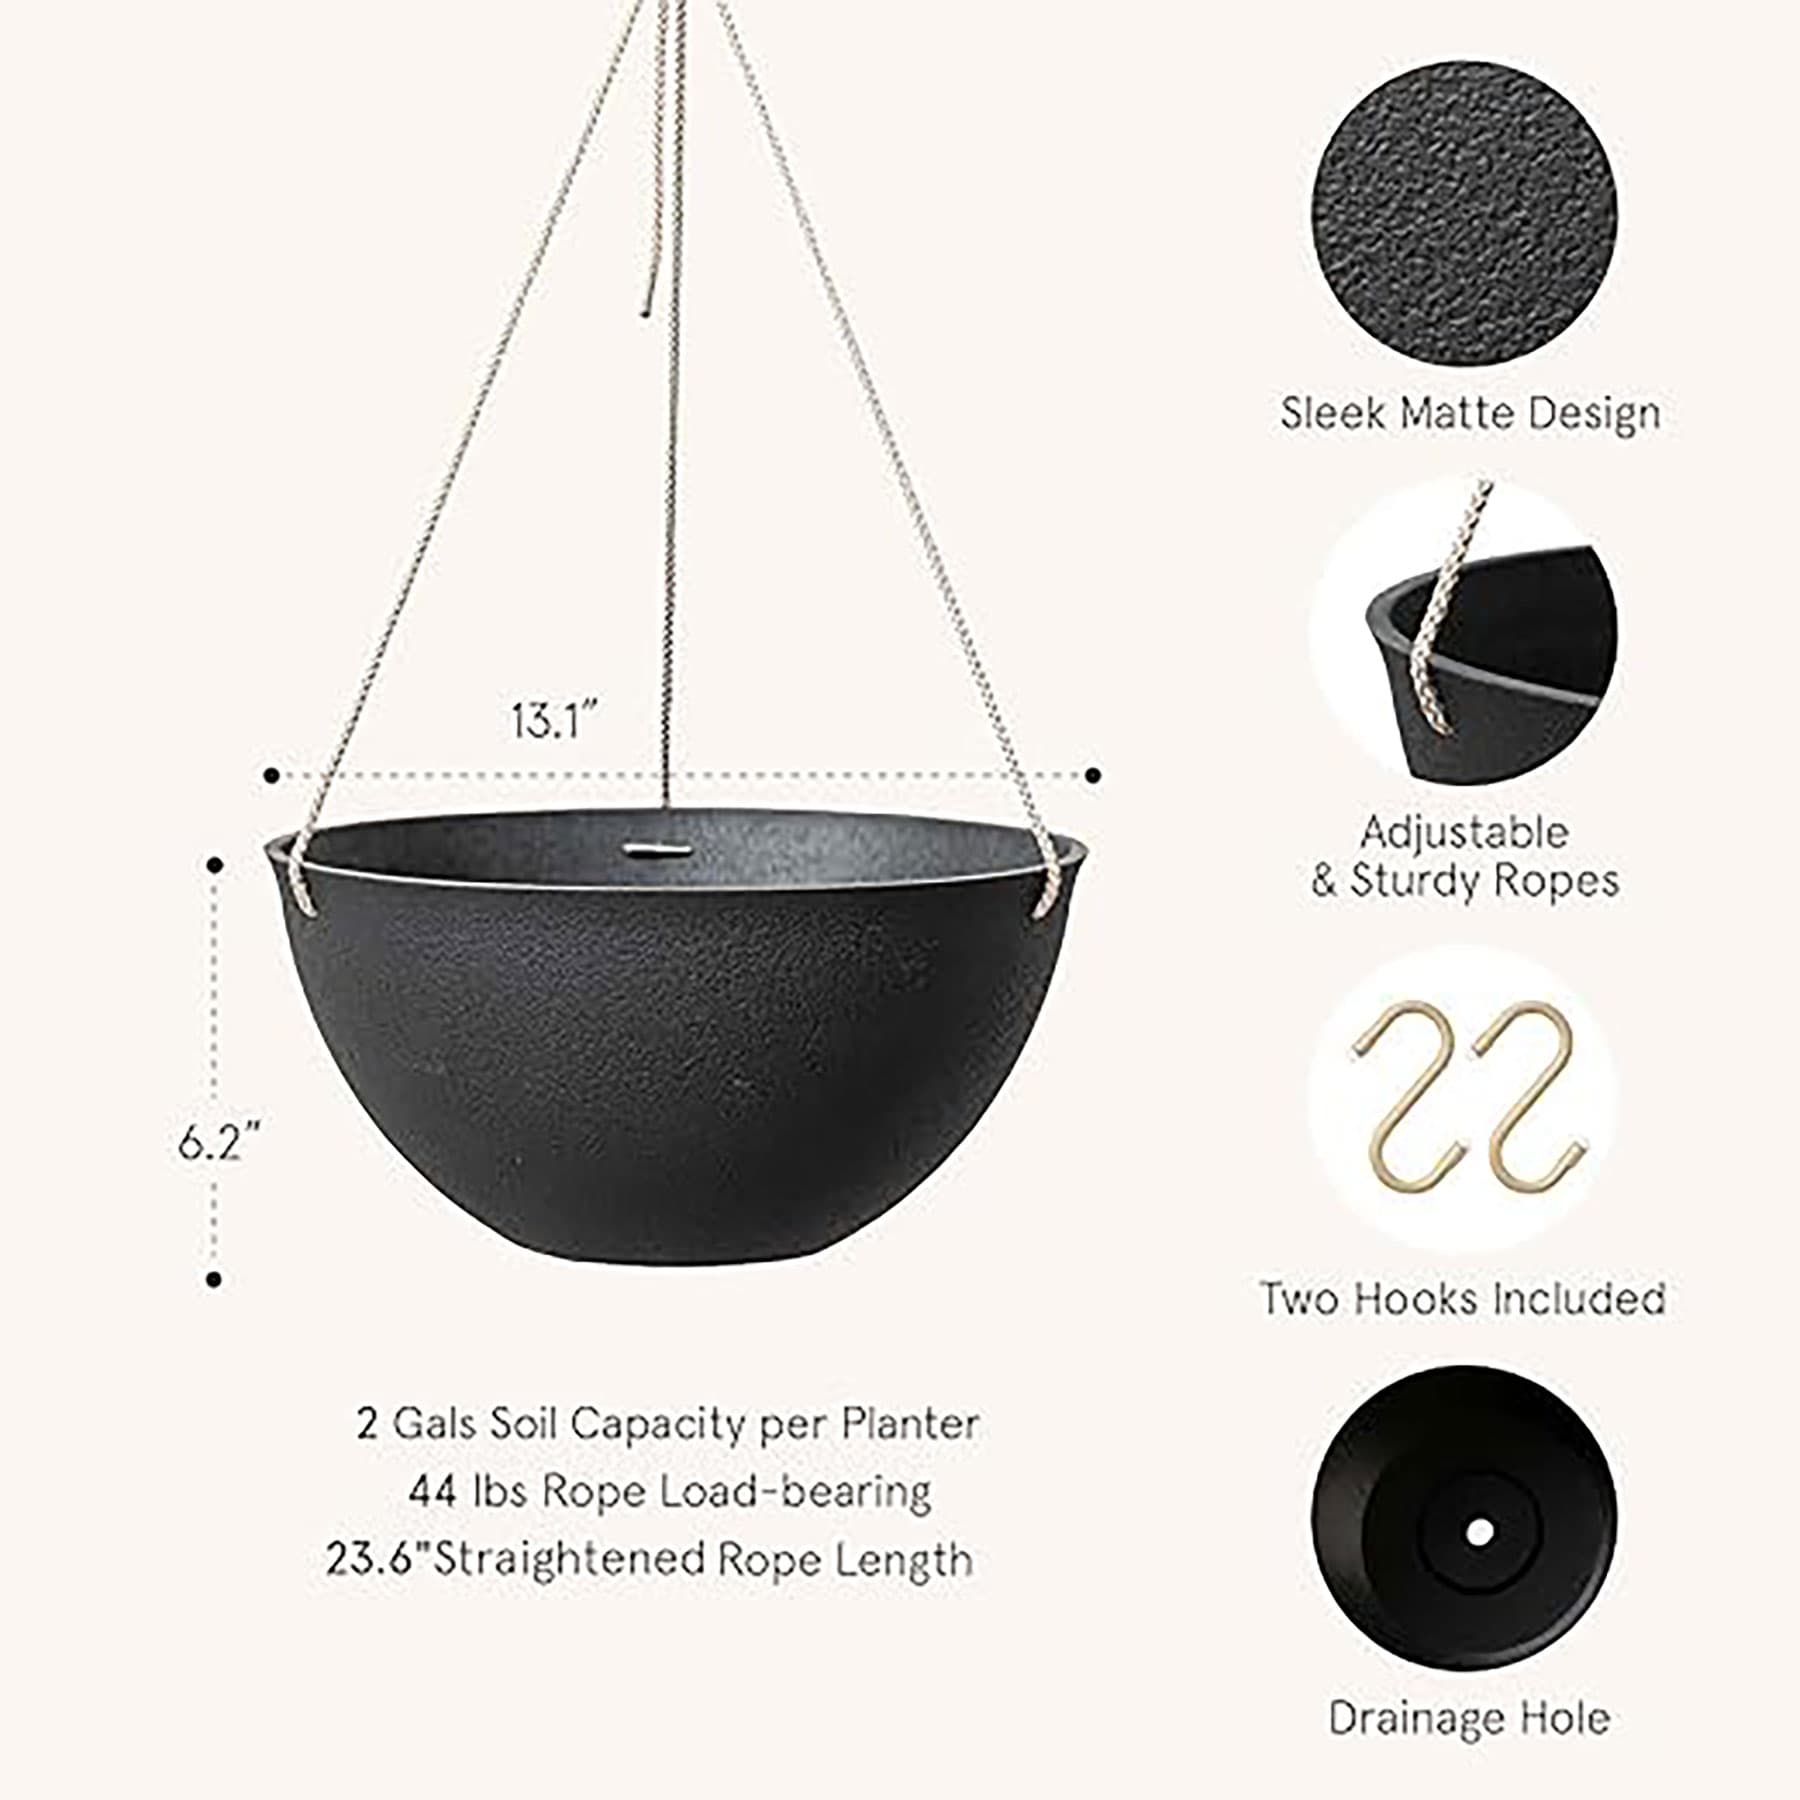 13.1"
6.2"
2 Gals Soil Capacity per Planter
44 lbs Rope Load-bearing
23.6"Straightened Rope Length
Sleek Matte Design
Adjustable
& Sturdy Ropes
Two Hooks Included
Drainage Hole